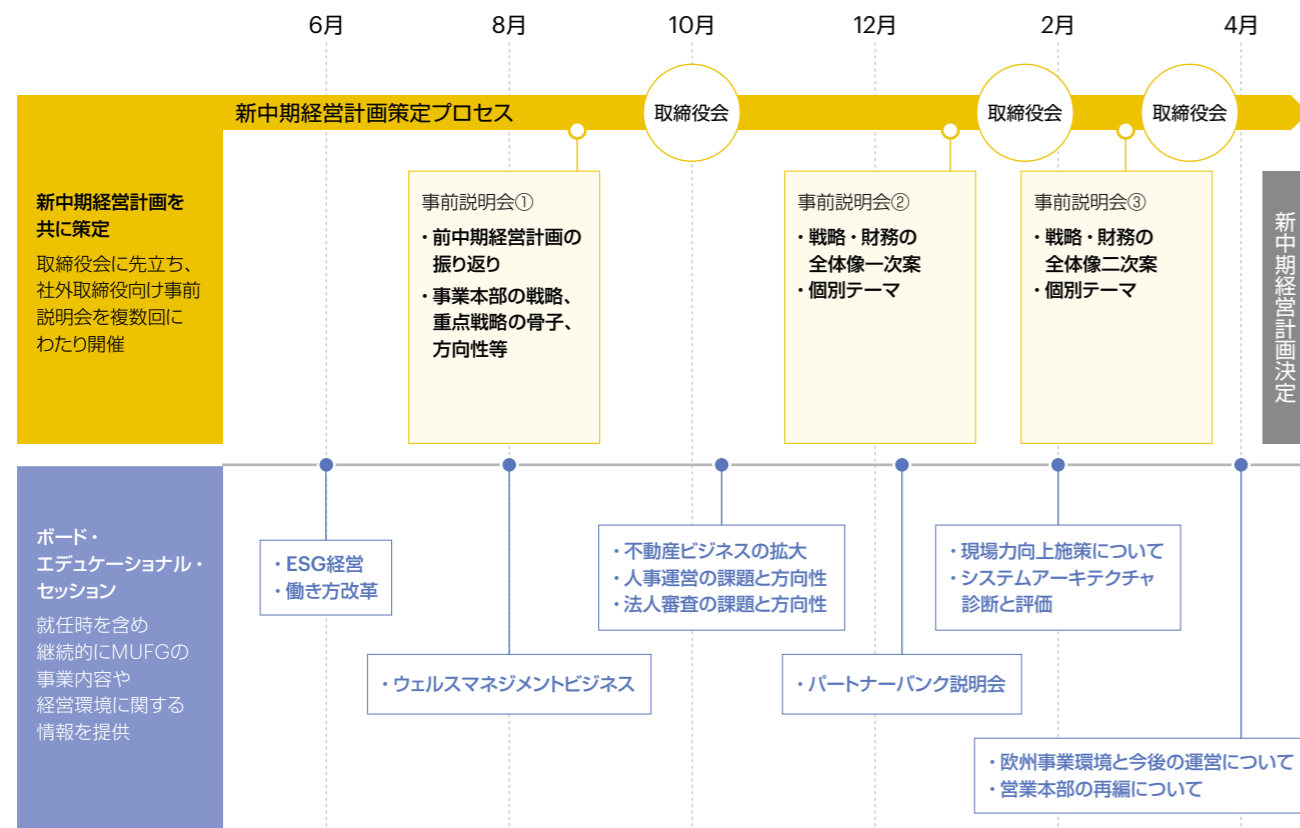 6月
8月
10月
12月
2月
4月
新中期経営計画策定プロセス
取締役会
取締役会
取締役会
新中期経営計画を
共に策定
取締役会に先立ち、
社外取締役向け事前
説明会を複数回に
わたり開催
事前説明会①
・前中期経営計画の
振り返り
・事業本部の戦略、
重点戦略の骨子、
方向性等
事前説明会②
・戦略・財務の
全体像一次案
・個別テーマ
事前説明会③
・戦略・財務の
全体像二次案
・個別テーマ
新中期経営計画決定
ボード・
エデュケーショナル・
セッション
就任時を含め
継続的にMUFGの
事業内容や
経営環境に関する
情報を提供
・ESG経営
・働き方改革
・ウェルスマネジメントビジネス
・不動産ビジネスの拡大
・人事運営の課題と方向性
・法人審査の課題と方向性
・パートナーバンク説明会
・現場力向上施策について
・システムアーキテクチャ
診断と評価
・欧州事業環境と今後の運営について
・営業本部の再編について